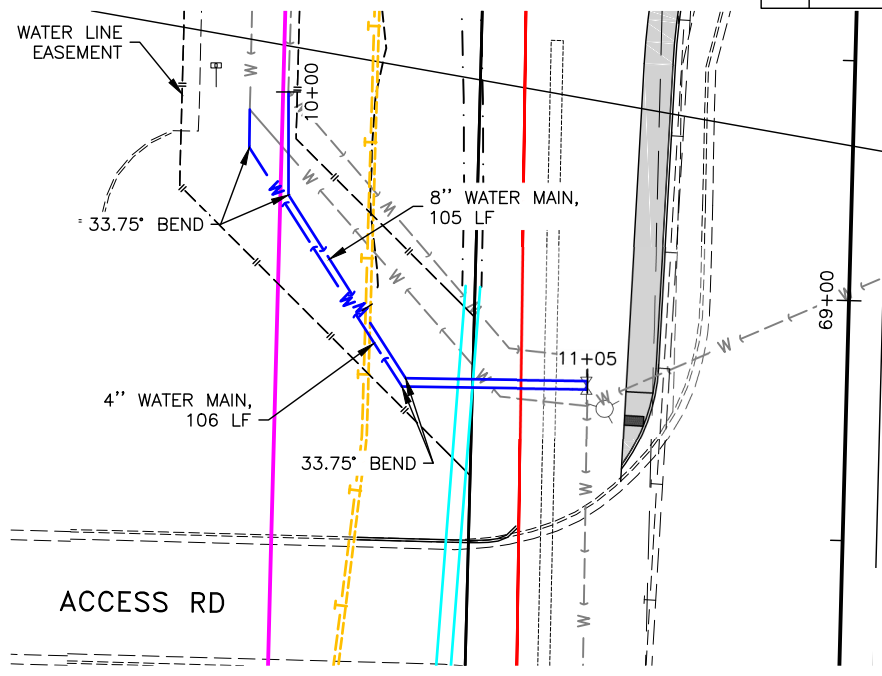 WATER LINE
EASEMENT
W
10+00
8'' WATER MAIN,
105 LF
33.75° BEND
W
W
W
W
W
W
W
W
W
69+00
11+05
W
W
W
4'' WATER MAIN,
106 LF
33.75° BEND
W
W
ACCESS RD